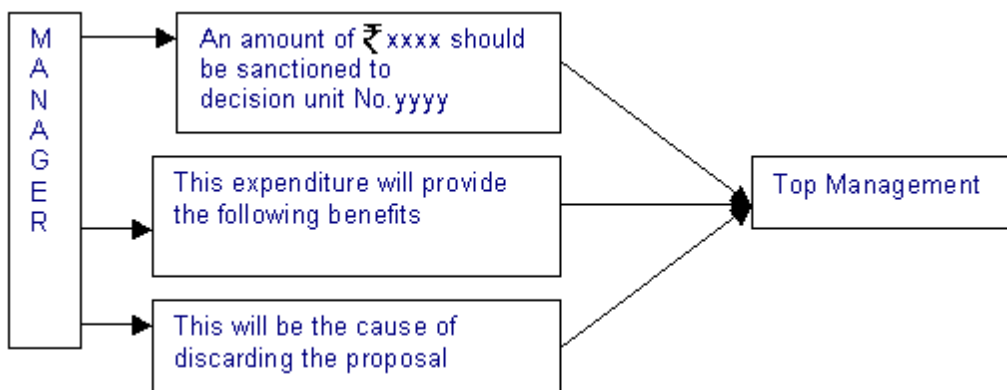 MANAGER
An amount of ₹ xxxx should
be sanctioned to
decision unit No.yyyy
This expenditure will provide
the following benefits
Top Management
This will be the cause of
discarding the proposal